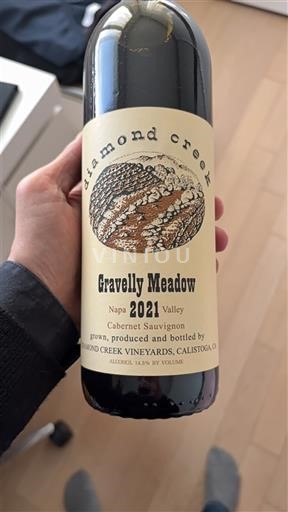 diamond creek
VINIOU
Gravelly Meadow
Napa 2021 Valley
Cabernet Sauvignon
grown, produced and bottled by
DIAMOND CREEK VINEYARDS, CALISTOGA, CA
ALCOHOL 14.5% BY VOLUME